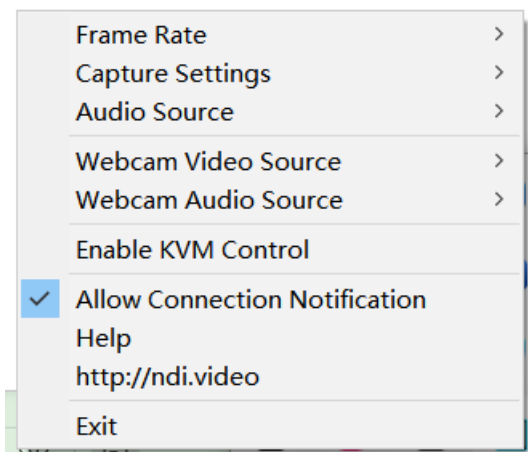 Frame Rate
Capture Settings
Audio Source
Webcam Video Source
Webcam Audio Source
Enable KVM Control
Allow Connection Notification
Help
http://ndi.video
Exit